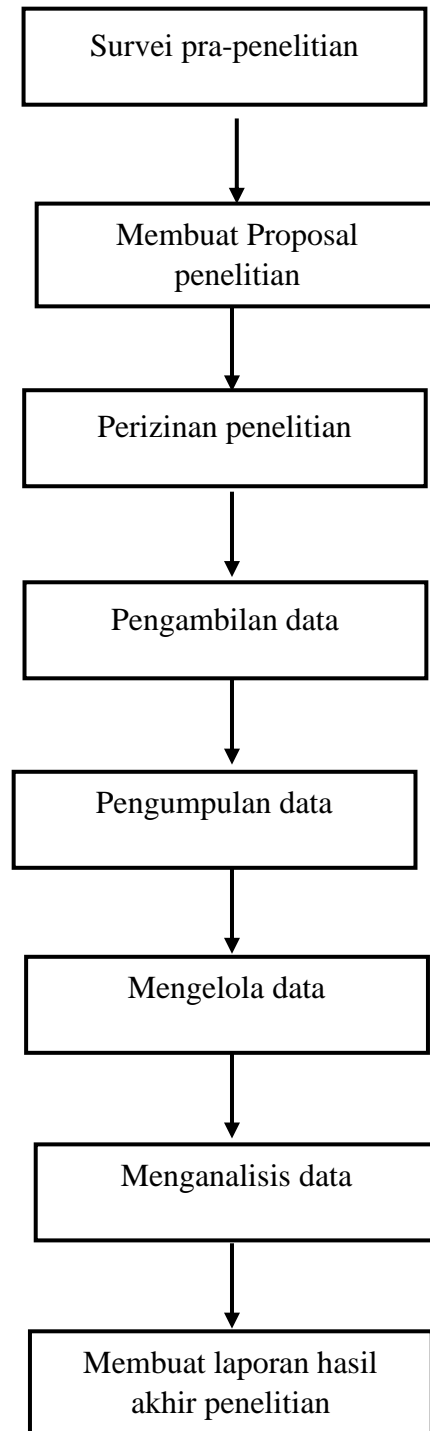 Survei pra-penelitian
Membuat Proposal
penelitian
Perizinan penelitian
Pengambilan data
Pengumpulan data
Mengelola data
Menganalisis data
Membuat laporan hasil
akhir penelitian